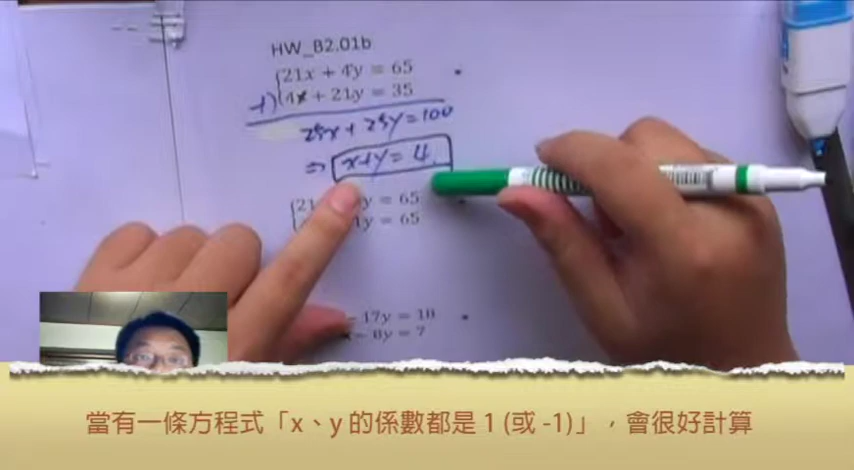 HW_B2.01b
21x + 4y = 65
4x + 21y = 35
+)
25x + 25y = 100
⇒ x+y = 4
y = 65
y = 65
- 17y = 18
- 8y = 7
當有一條方程式「x、y 的係數都是 1 (或 -1)」，會很好計算